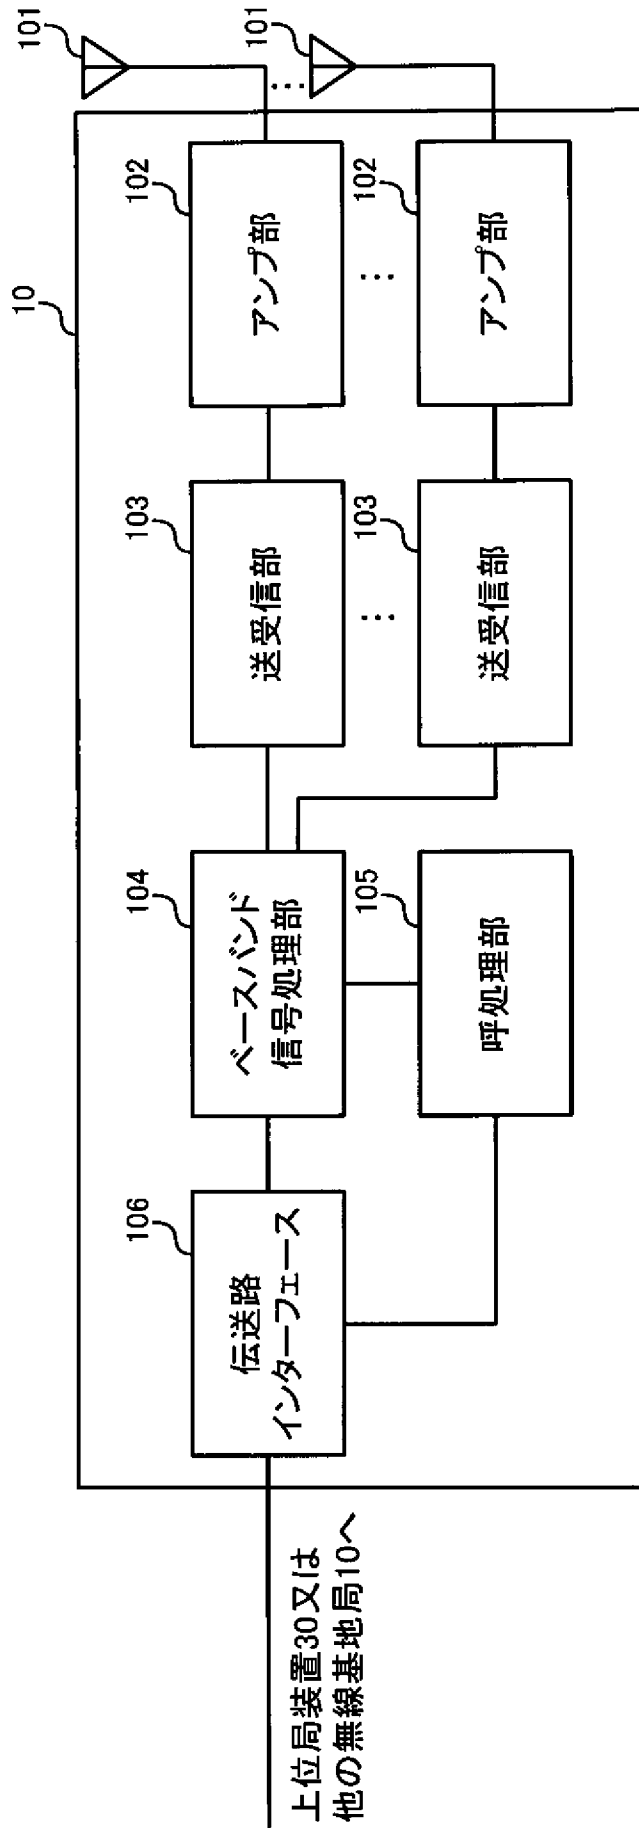 10
101
101
102
アンプ部
103
送受信部
104
ベースバンド
信号処理部
106
伝送路
インターフェース
102
アンプ部
103
送受信部
105
呼処理部
上位局装置30又は
他の無線基地局10へ